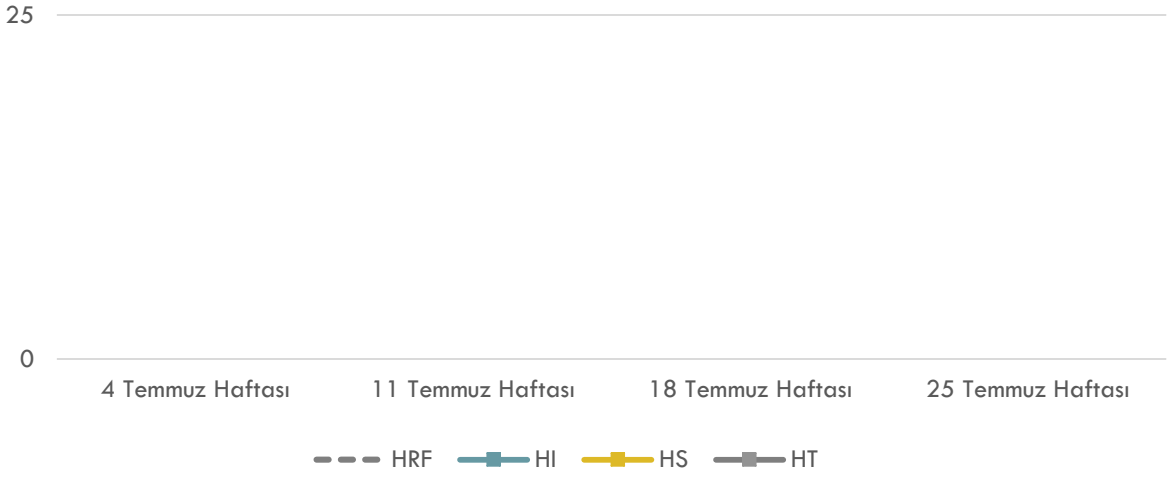 25
0
4 Temmuz Haftası 11 Temmuz Haftası 18 Temmuz Haftası 25 Temmuz Haftası
HRF HI HS HT